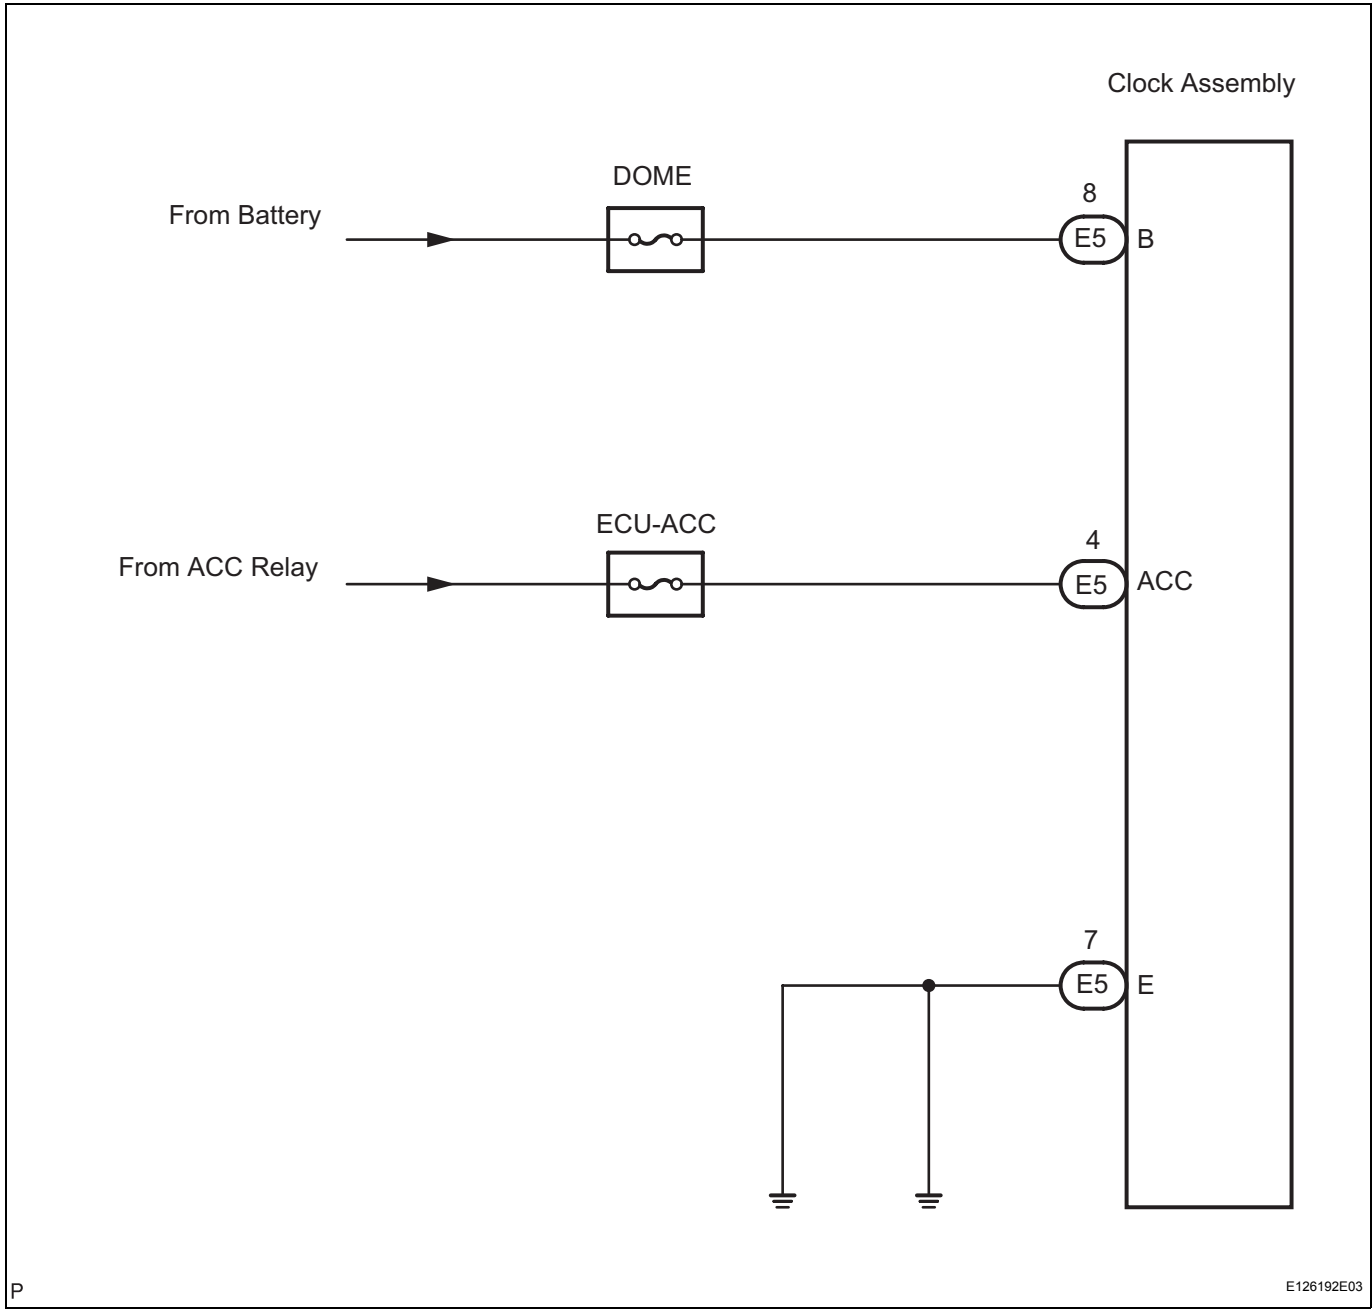 Clock Assembly
DOME
From Battery
8
E5
B
ECU-ACC
From ACC Relay
4
E5
ACC
7
E5
E
P
E126192E03